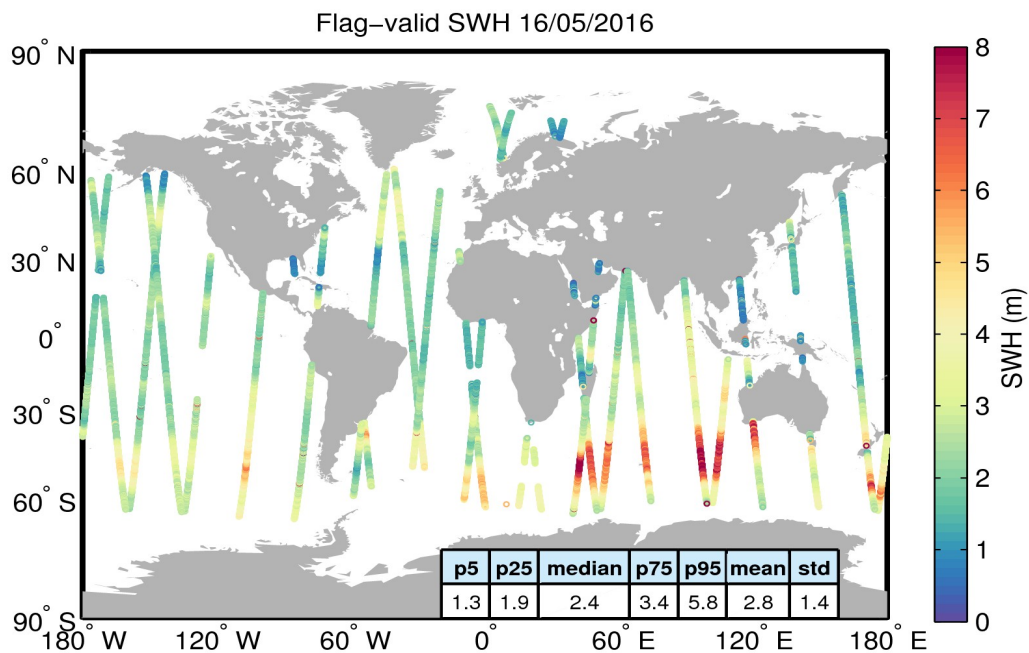 Flag−valid SWH 16/05/2016
90° N
60° N
30° N
0°
30° S
60° S
90° S
180° W
120° W
60° W
0°
60° E
120° E
180° E
8
7
6
5
4
3
2
1
0
SWH (m)
p5 p25 median p75 p95 mean std
1.3 1.9 2.4 3.4 5.8 2.8 1.4